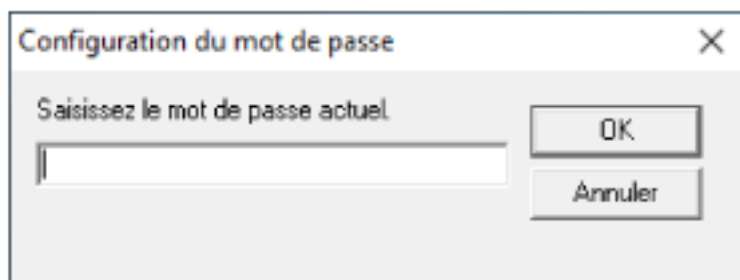 Configuration du mot de passe
Saisissez le mot de passe actuel.
OK
Annuler